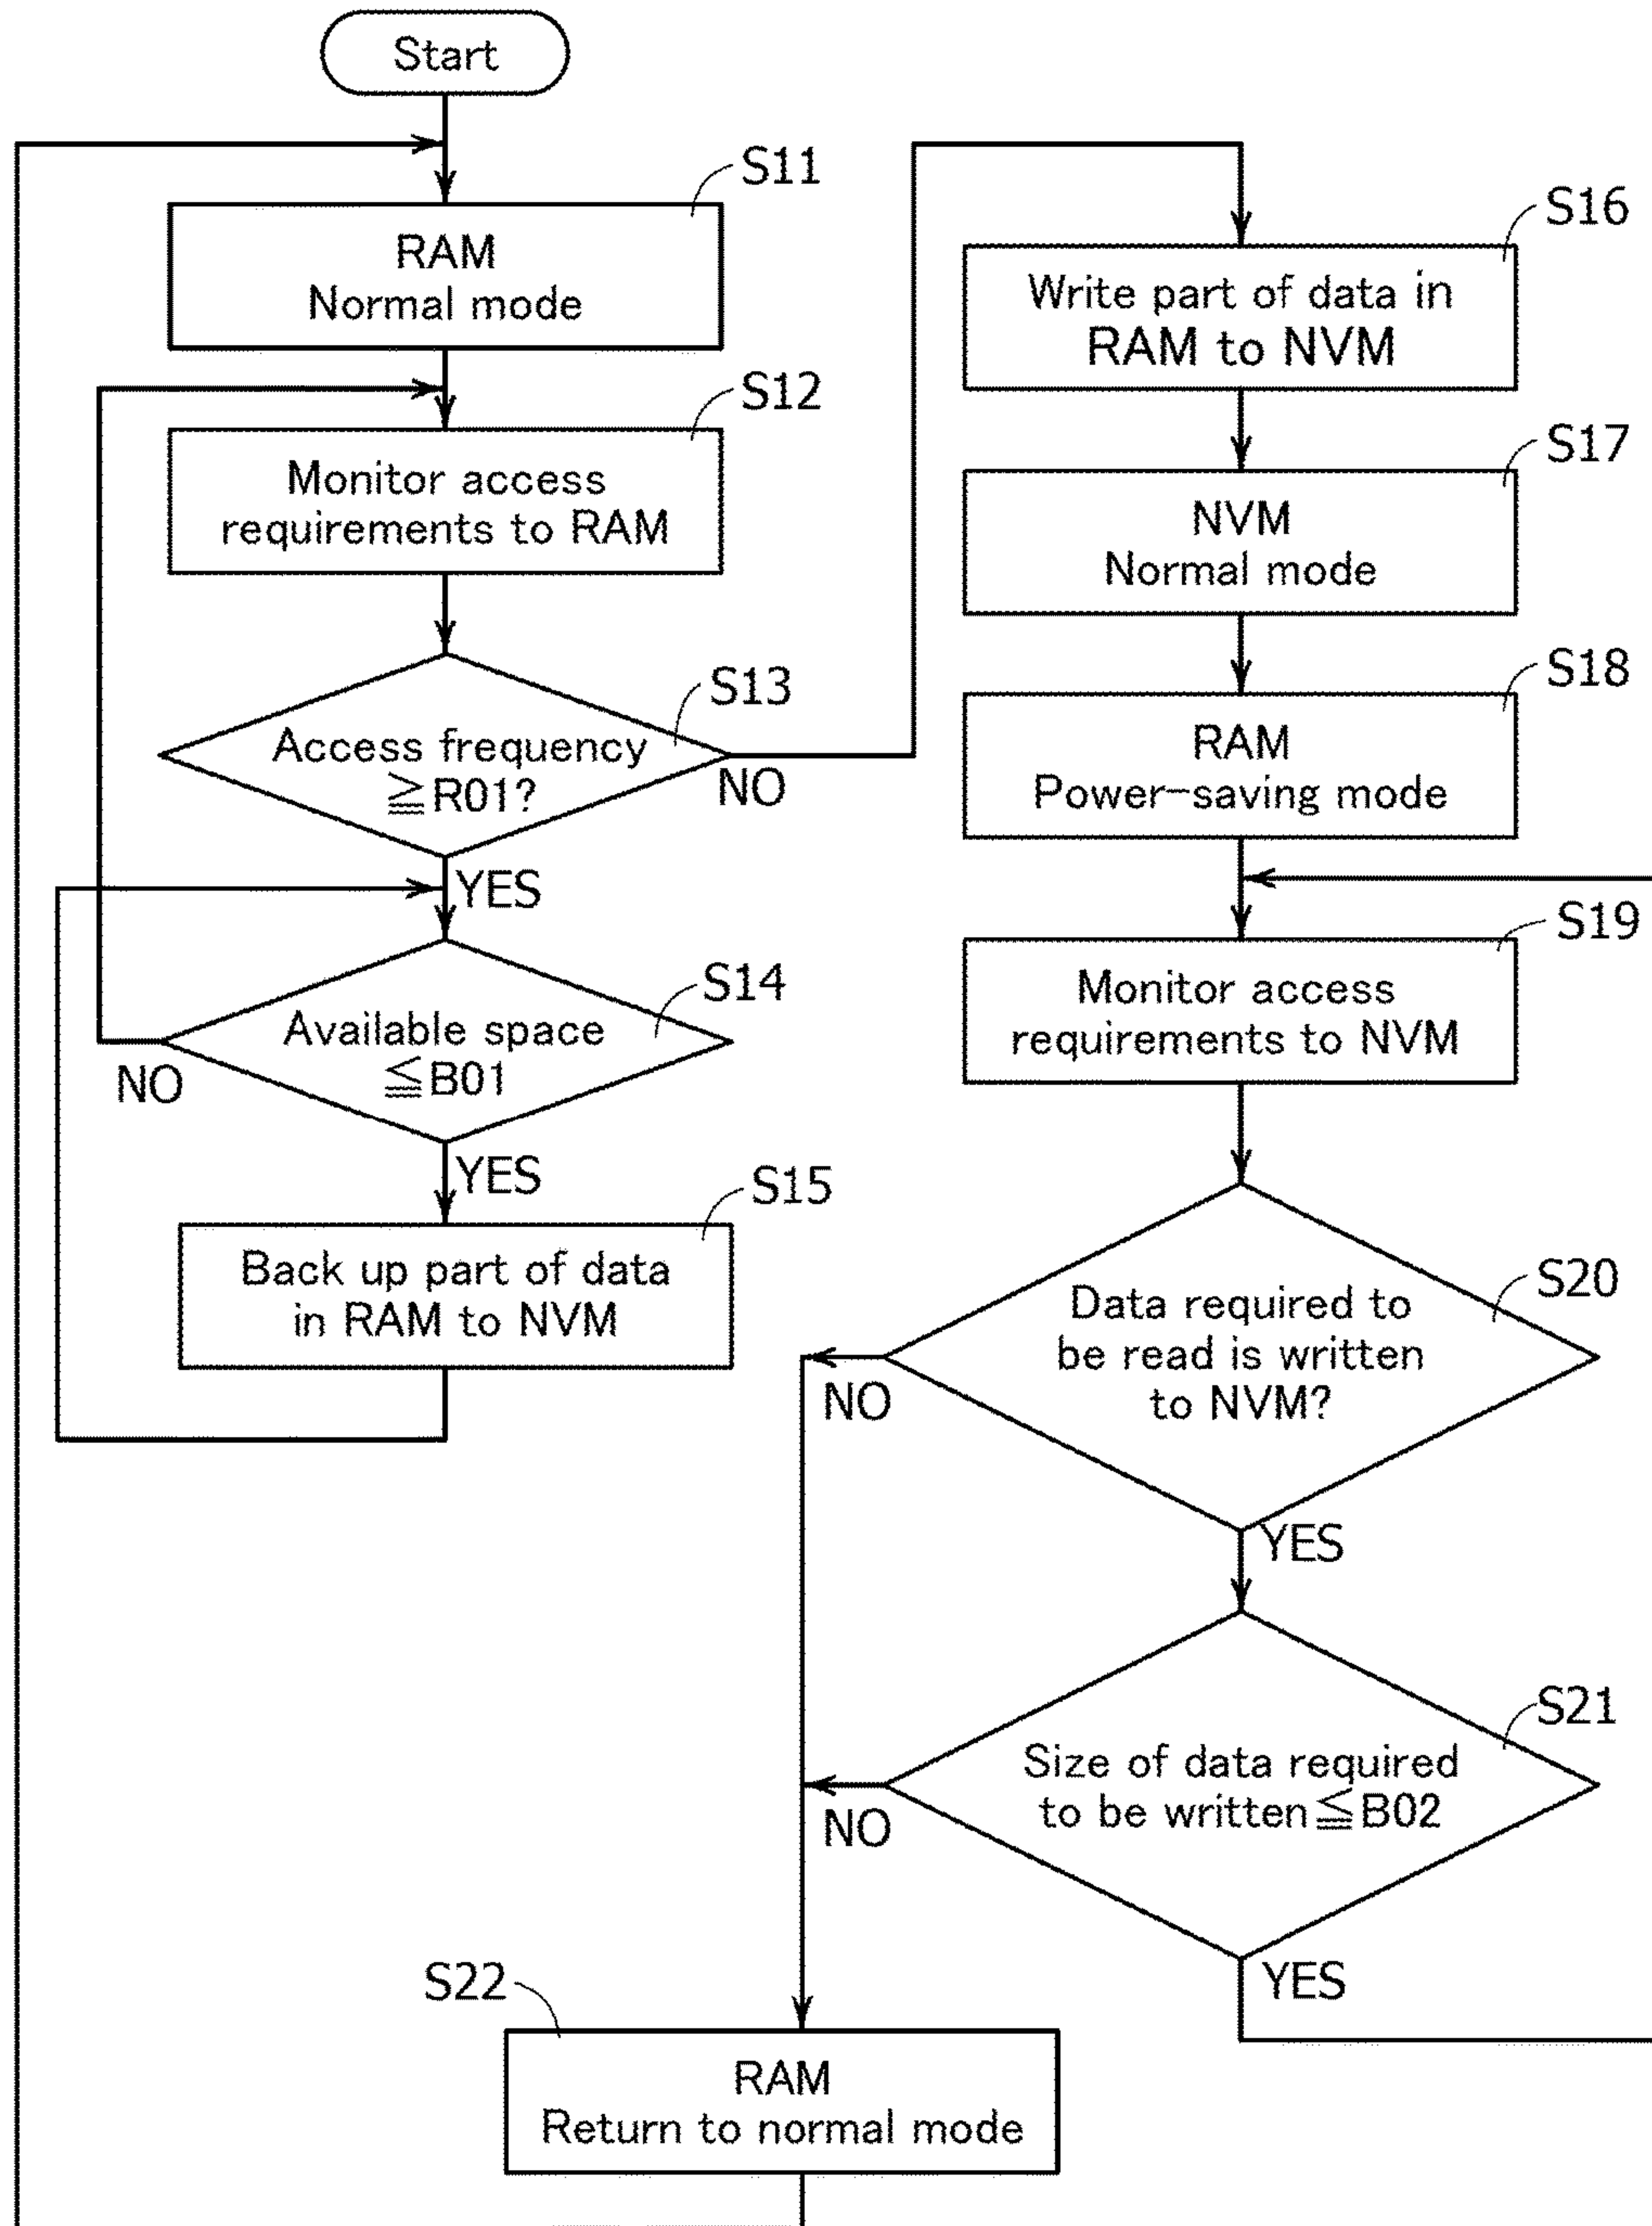 Start
S11
RAM
Normal mode
S12
Monitor access
requirements to RAM
S13
Access frequency
≧R01?
NO
YES
S14
Available space
≦B01
NO
YES
S15
Back up part of data
in RAM to NVM
S16
Write part of data in
RAM to NVM
S17
NVM
Normal mode
S18
RAM
Power-saving mode
S19
Monitor access
requirements to NVM
S20
Data required to
be read is written
to NVM?
NO
YES
S21
Size of data required
to be written≦B02
NO
YES
S22
RAM
Return to normal mode